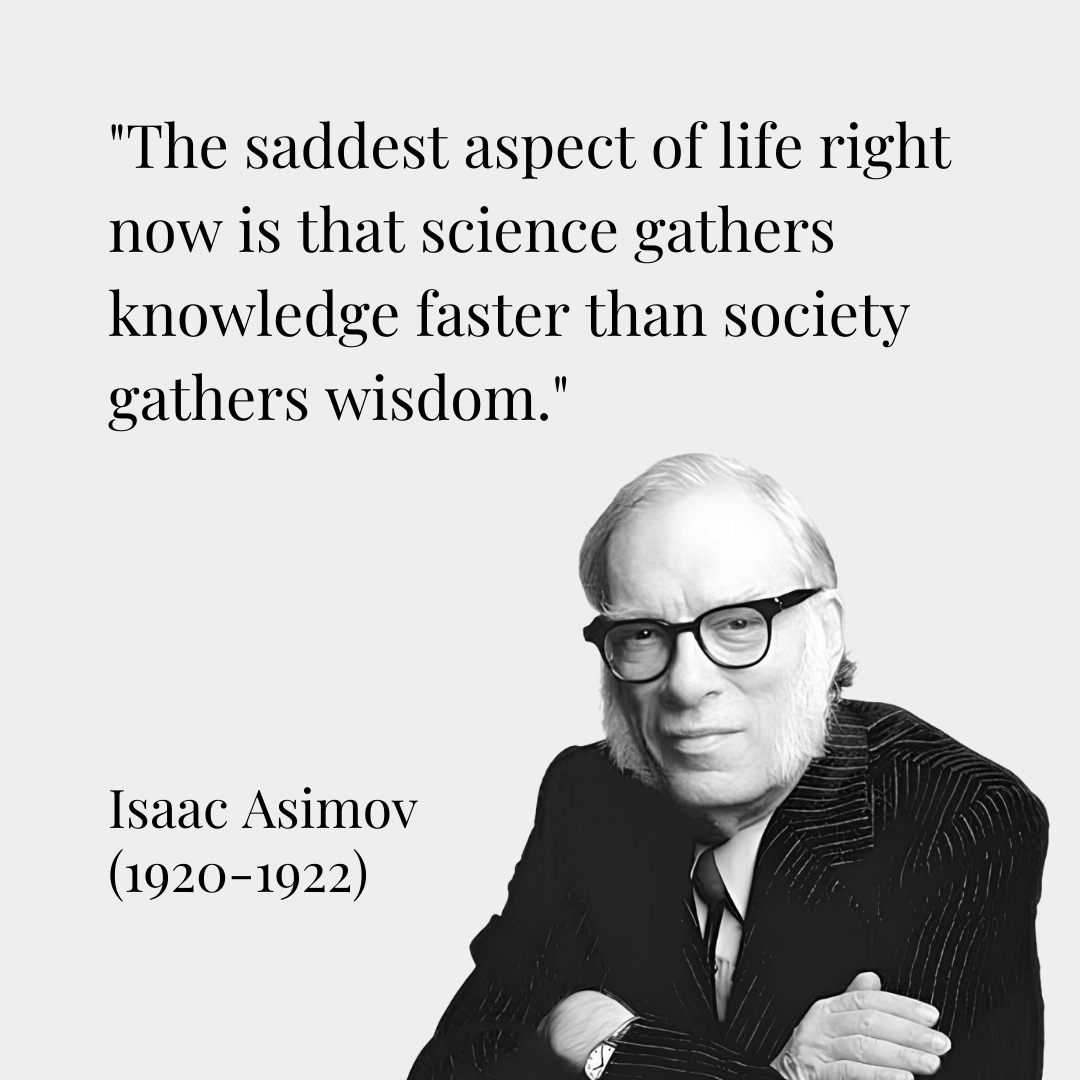 "The saddest aspect of life right
now is that science gathers
knowledge faster than society
gathers wisdom."
Isaac Asimov
(1920-1922)